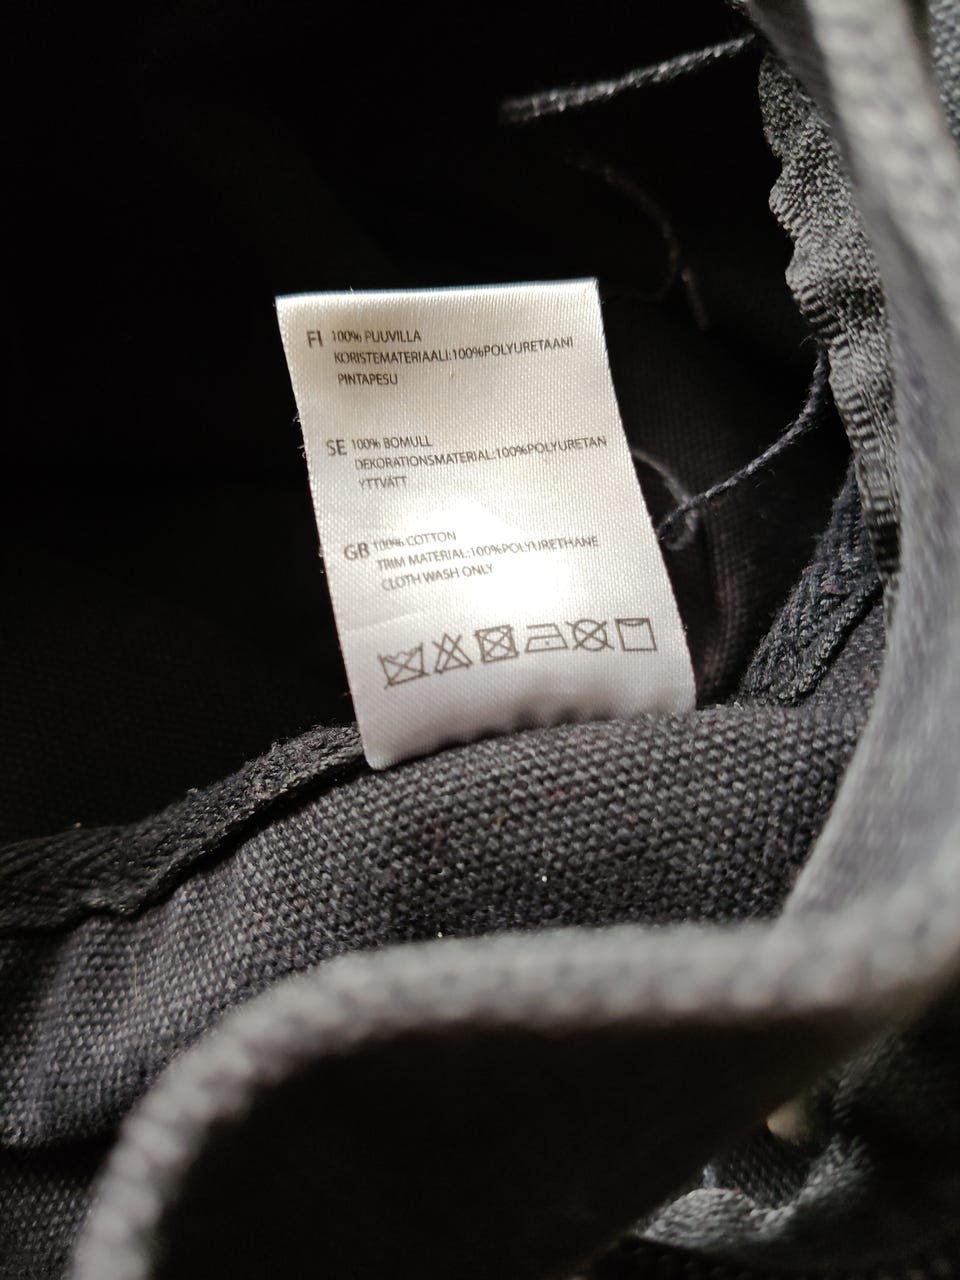 FI 100% PUUVILLA
KORISTEMATERIAALI:100%POLYURETAANI
PINTAPESU
SE 100% BOMULL
DEKORATIONSMATERIAL:100%POLYURETAN
YTTVÄTT
GB 100% COTTON
TRIM MATERIAL:100%POLYURETHANE
CLOTH WASH ONLY